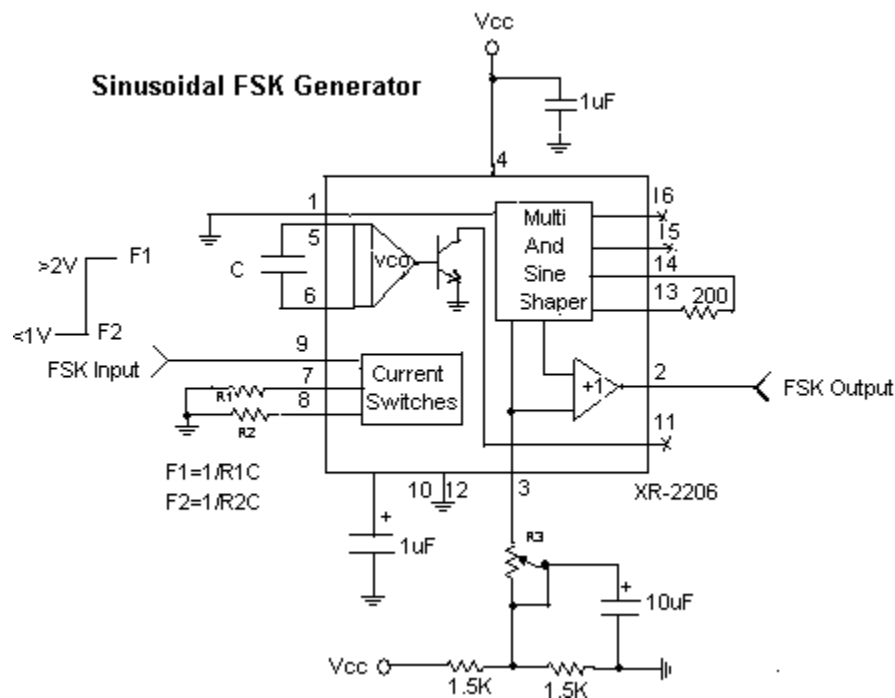 Vcc
Sinusoidal FSK Generator
1uF
4
1
5
6
C
VCO
Multi
And
Sine
Shaper
16
15
14
13
200
>2V
F1
<1V
F2
FSK Input
9
7
8
R1
R2
Current
Switches
+1
2
FSK Output
11
F1=1/R1C
F2=1/R2C
10
12
3
XR-2206
+
1uF
R3
+
10uF
Vcc
1.5K
1.5K